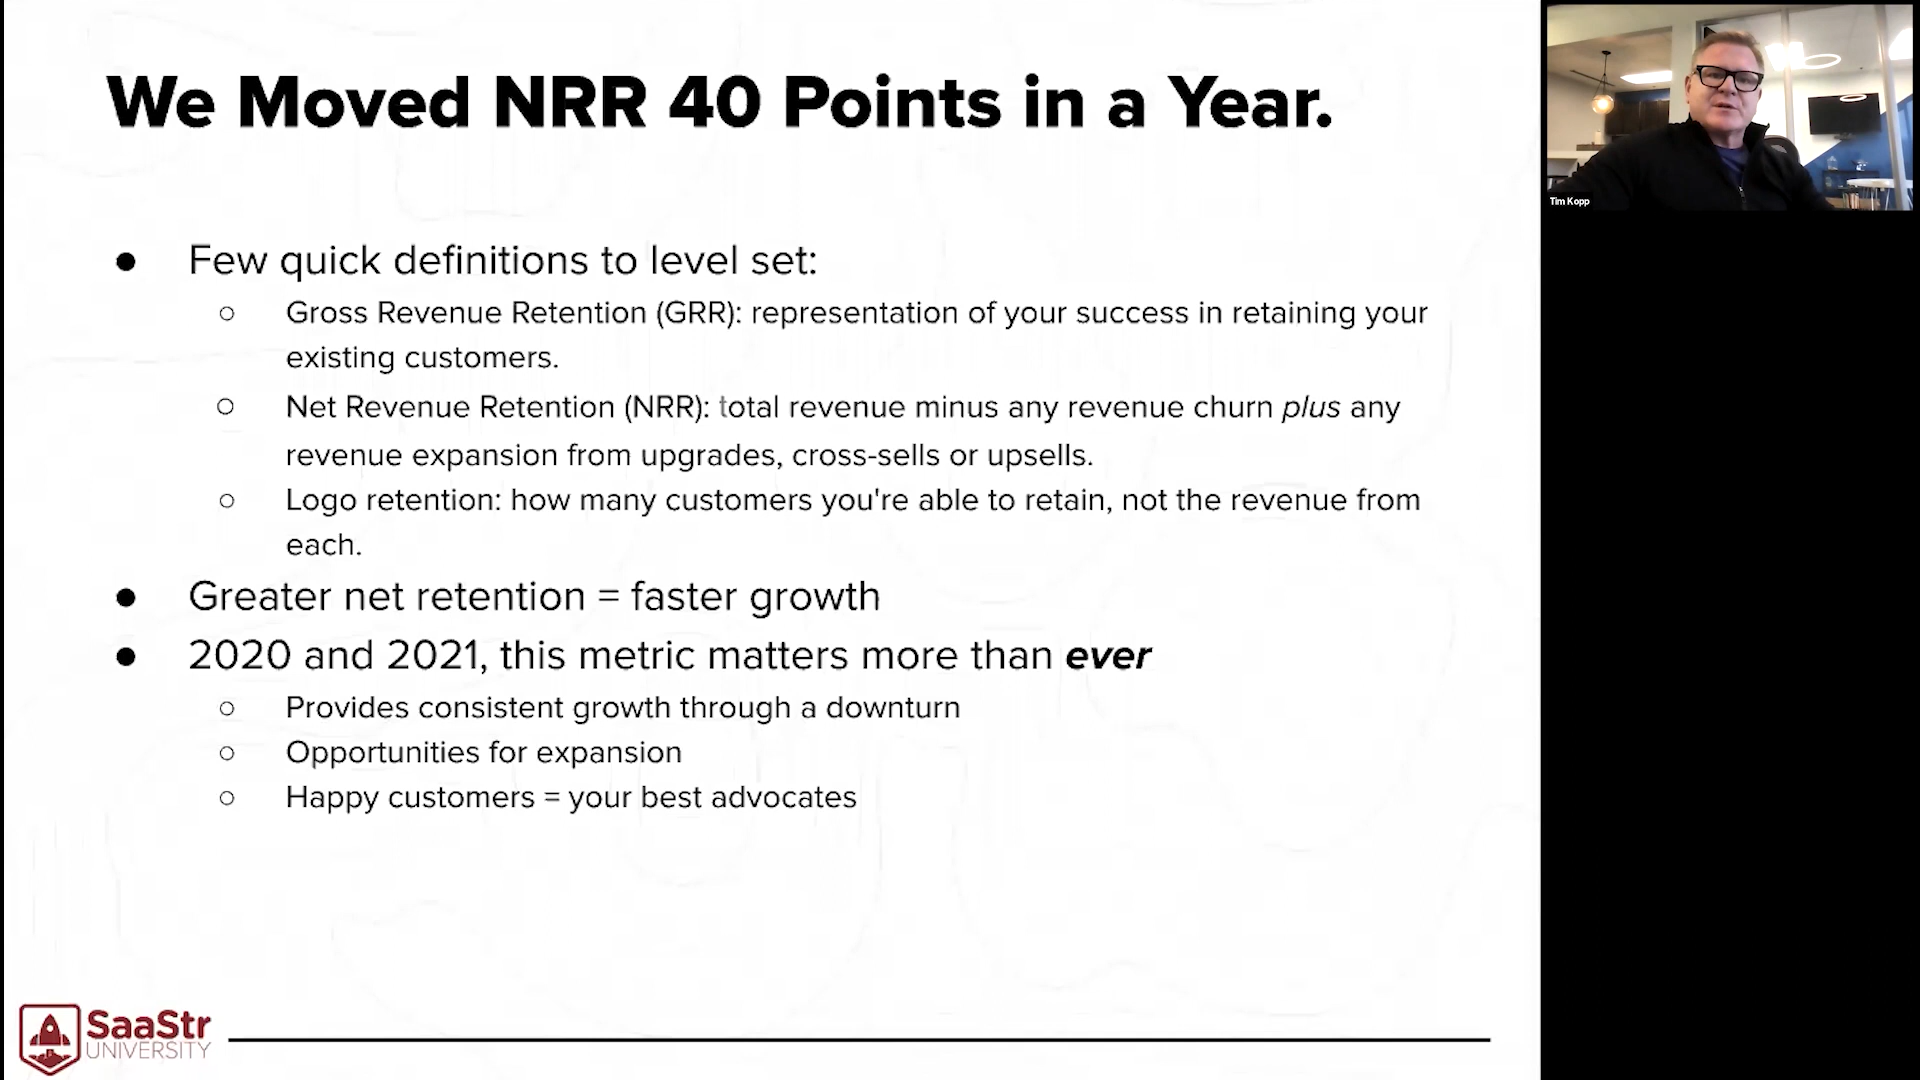 We Moved NRR 40 Points in a Year.
Tim Kopp
● Few quick definitions to level set:
○ Gross Revenue Retention (GRR): representation of your success in retaining your
existing customers.
○ Net Revenue Retention (NRR): total revenue minus any revenue churn plus any
revenue expansion from upgrades, cross-sells or upsells.
○ Logo retention: how many customers you're able to retain, not the revenue from
each.
● Greater net retention = faster growth
● 2020 and 2021, this metric matters more than ever
○ Provides consistent growth through a downturn
○ Opportunities for expansion
○ Happy customers = your best advocates
SaaStr
UNIVERSITY